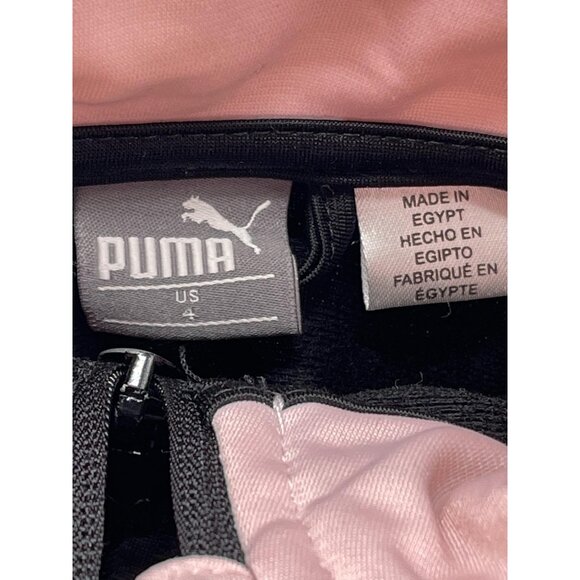 PUMA
US
4
MADE IN
EGYPT
HECHO EN
EGIPTO
FABRIQUÉ EN
ÉGYPTE